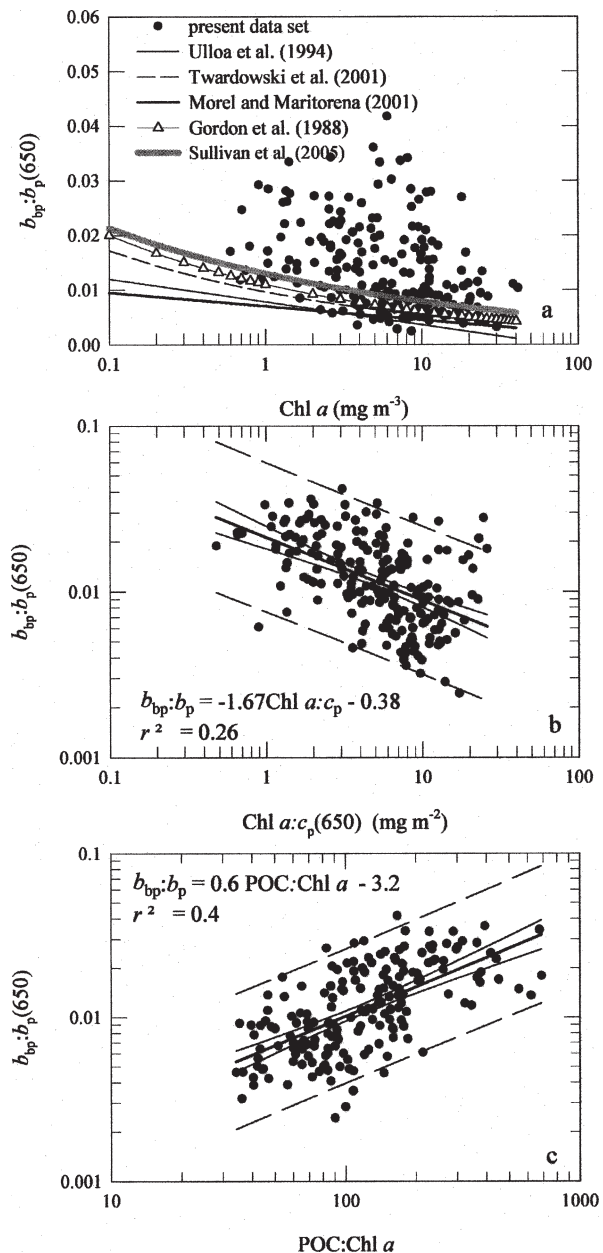 0.06
0.05
0.04
0.03
0.02
0.01
0.00
b_bp:b_p(650)
present data set
Ulloa et al. (1994)
Twardowski et al. (2001)
Morel and Maritorena (2001)
Gordon et al. (1988)
Sullivan et al. (2005)
a
0.1 1 10 100
Chl a (mg m⁻³)
0.1
0.01
0.001
b_bp:b_p(650)
b_bp:b_p = -1.67Chl a:c_p - 0.38
r² = 0.26
b
0.1 1 10 100
Chl a:c_p(650) (mg m⁻²)
0.1
0.01
0.001
b_bp:b_p(650)
b_bp:b_p = 0.6 POC:Chl a - 3.2
r² = 0.4
c
10 100 1000
POC:Chl a